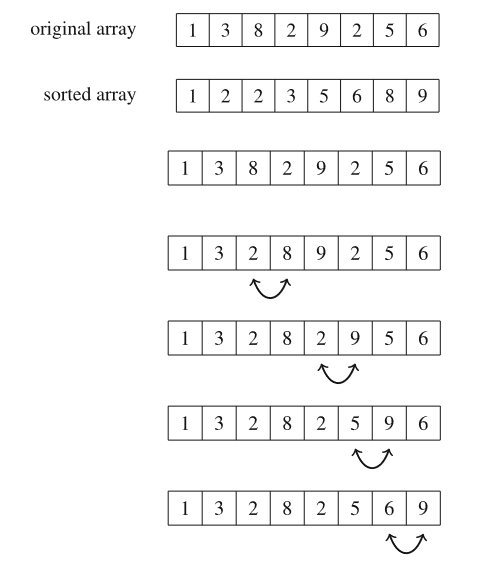 original array 1 3 8 2 9 2 5 6
sorted array 1 2 2 3 5 6 8 9
1 3 8 2 9 2 5 6
1 3 2 8 9 2 5 6
1 3 2 8 2 9 5 6
1 3 2 8 2 5 9 6
1 3 2 8 2 5 6 9